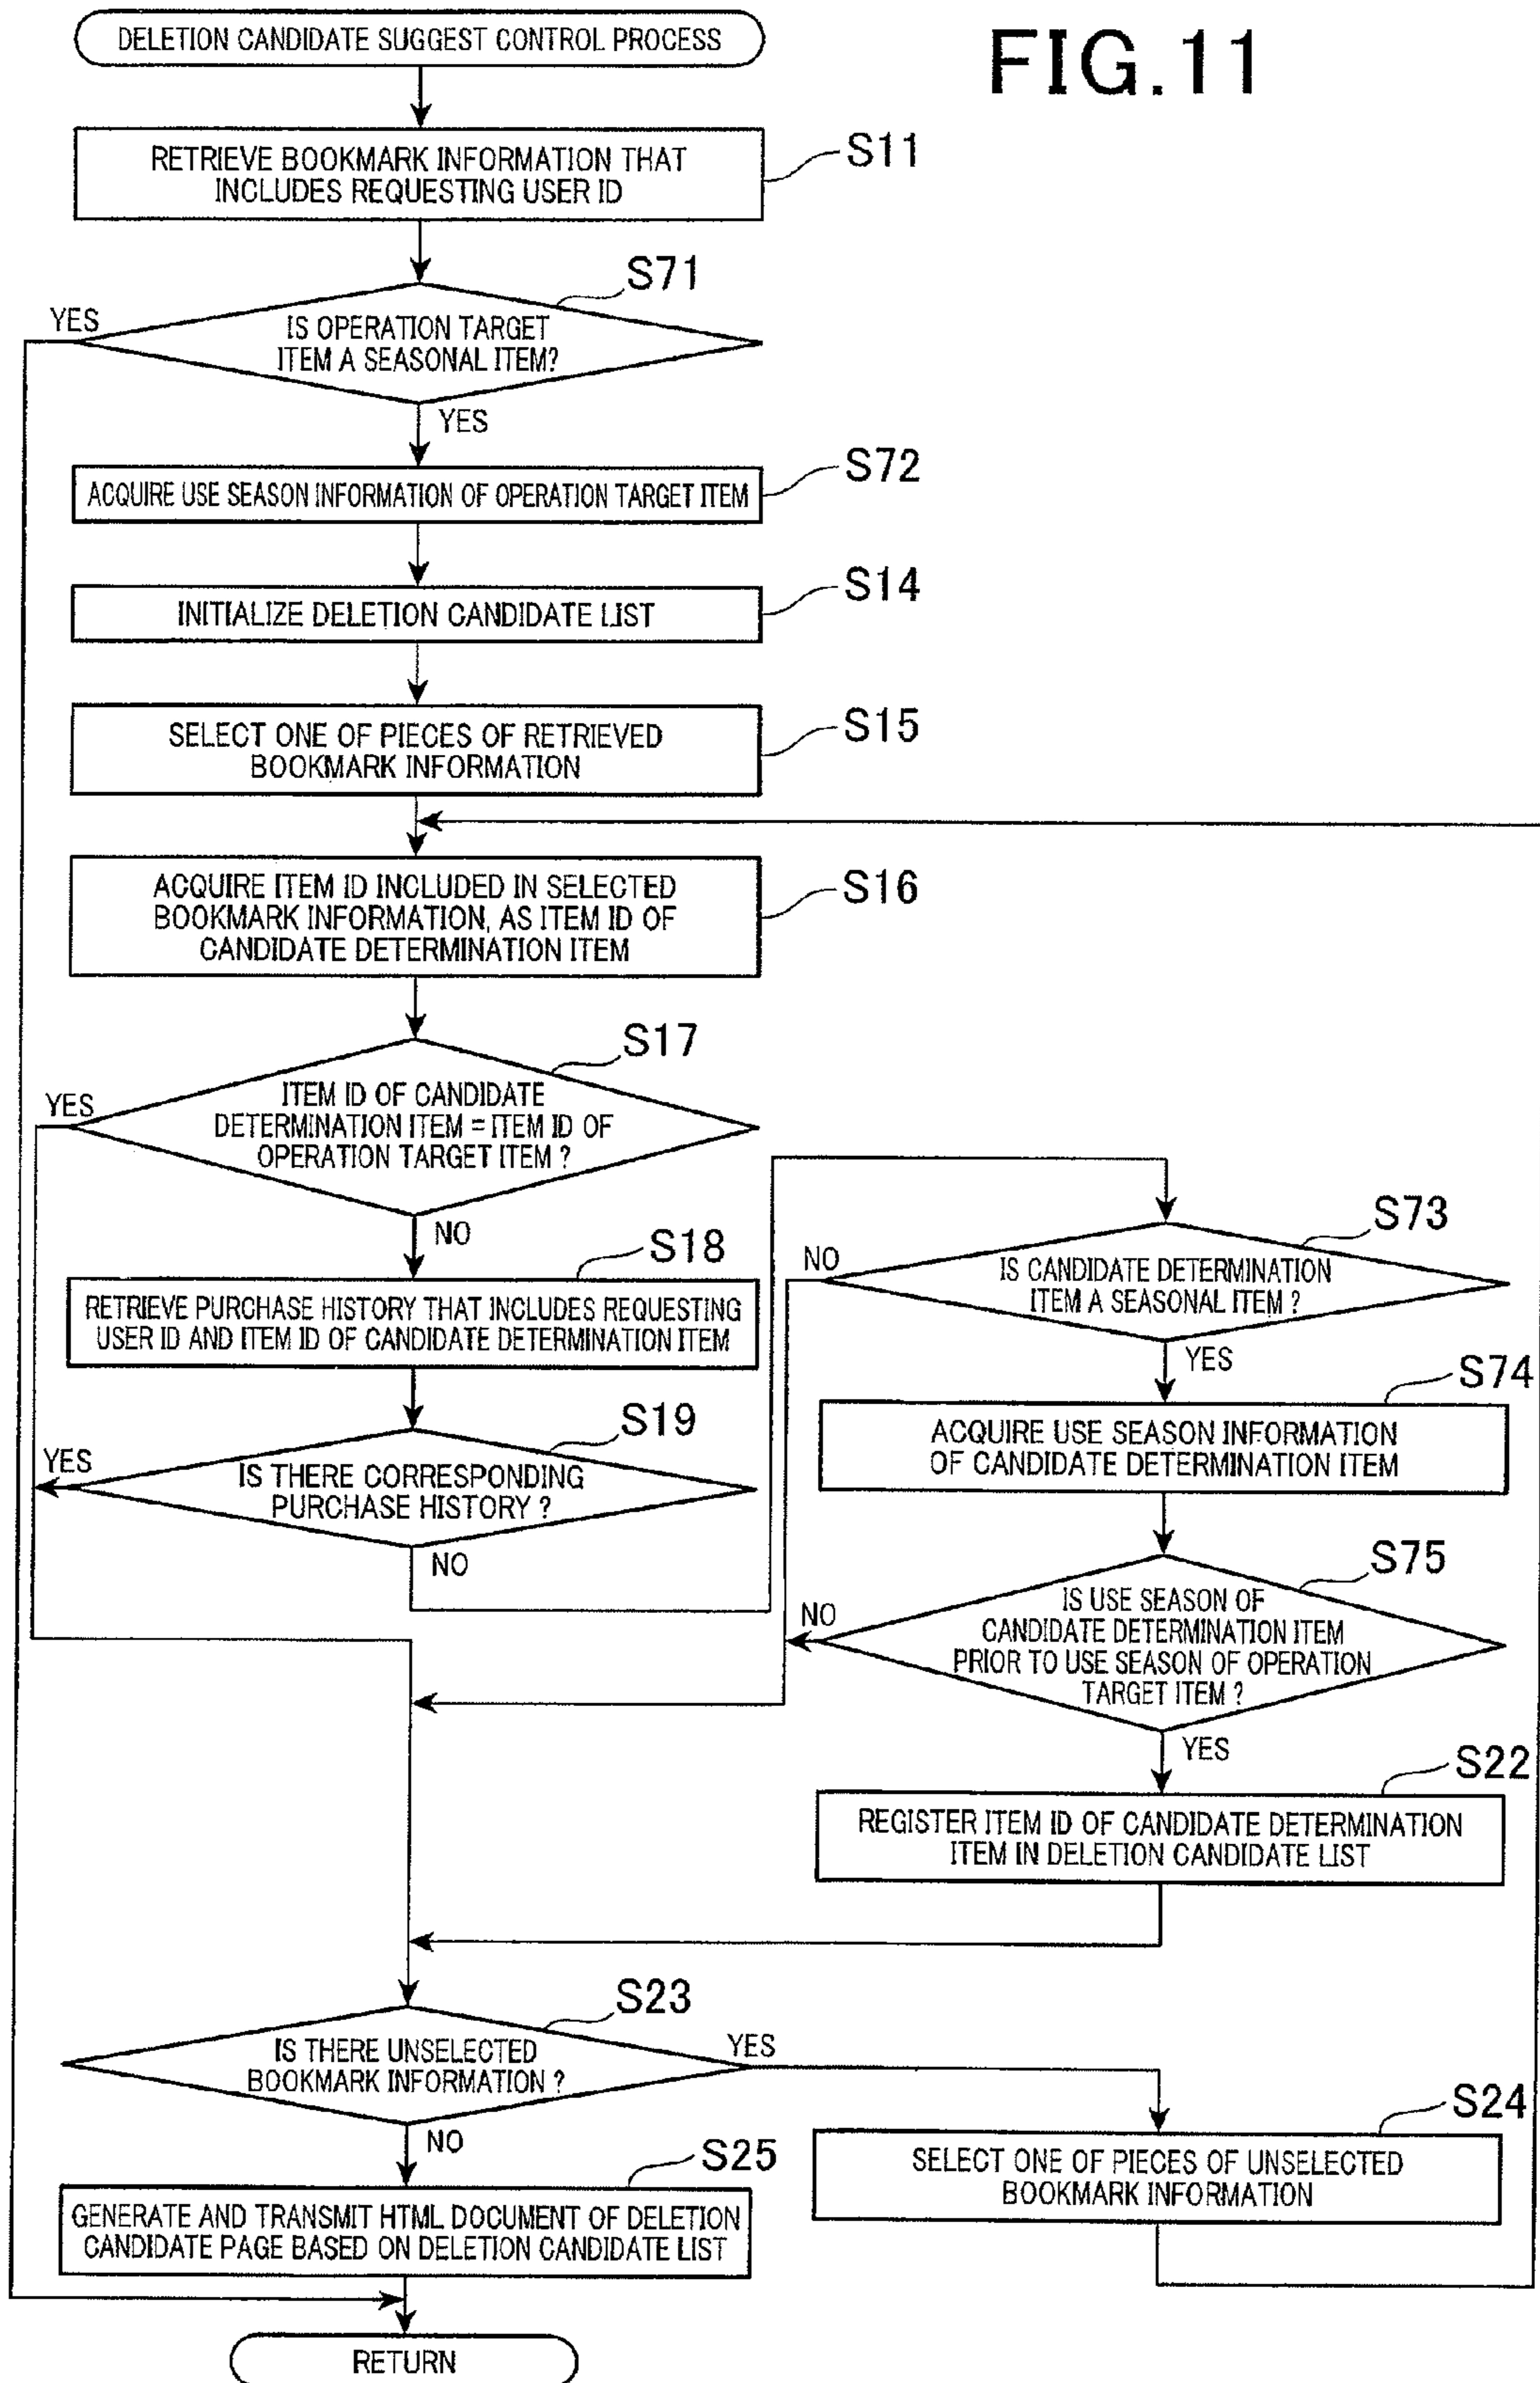 DELETION CANDIDATE SUGGEST CONTROL PROCESS
FIG.11
RETRIEVE BOOKMARK INFORMATION THAT
INCLUDES REQUESTING USER ID
S11
S71
YES
IS OPERATION TARGET
ITEM A SEASONAL ITEM?
YES
S72
ACQUIRE USE SEASON INFORMATION OF OPERATION TARGET ITEM
S14
INITIALIZE DELETION CANDIDATE LIST
S15
SELECT ONE OF PIECES OF RETRIEVED
BOOKMARK INFORMATION
ACQUIRE ITEM ID INCLUDED IN SELECTED
BOOKMARK INFORMATION, AS ITEM ID OF
CANDIDATE DETERMINATION ITEM
S16
S17
YES
ITEM ID OF CANDIDATE
DETERMINATION ITEM = ITEM ID OF
OPERATION TARGET ITEM ?
NO
S18
RETRIEVE PURCHASE HISTORY THAT INCLUDES REQUESTING
USER ID AND ITEM ID OF CANDIDATE DETERMINATION ITEM
S19
YES
IS THERE CORRESPONDING
PURCHASE HISTORY ?
NO
S73
NO
IS CANDIDATE DETERMINATION
ITEM A SEASONAL ITEM ?
YES
S74
ACQUIRE USE SEASON INFORMATION
OF CANDIDATE DETERMINATION ITEM
S75
NO
IS USE SEASON OF
CANDIDATE DETERMINATION ITEM
PRIOR TO USE SEASON OF OPERATION
TARGET ITEM ?
YES
S22
REGISTER ITEM ID OF CANDIDATE DETERMINATION
ITEM IN DELETION CANDIDATE LIST
S23
IS THERE UNSELECTED
BOOKMARK INFORMATION ?
YES
NO
S24
SELECT ONE OF PIECES OF UNSELECTED
BOOKMARK INFORMATION
S25
GENERATE AND TRANSMIT HTML DOCUMENT OF DELETION
CANDIDATE PAGE BASED ON DELETION CANDIDATE LIST
RETURN